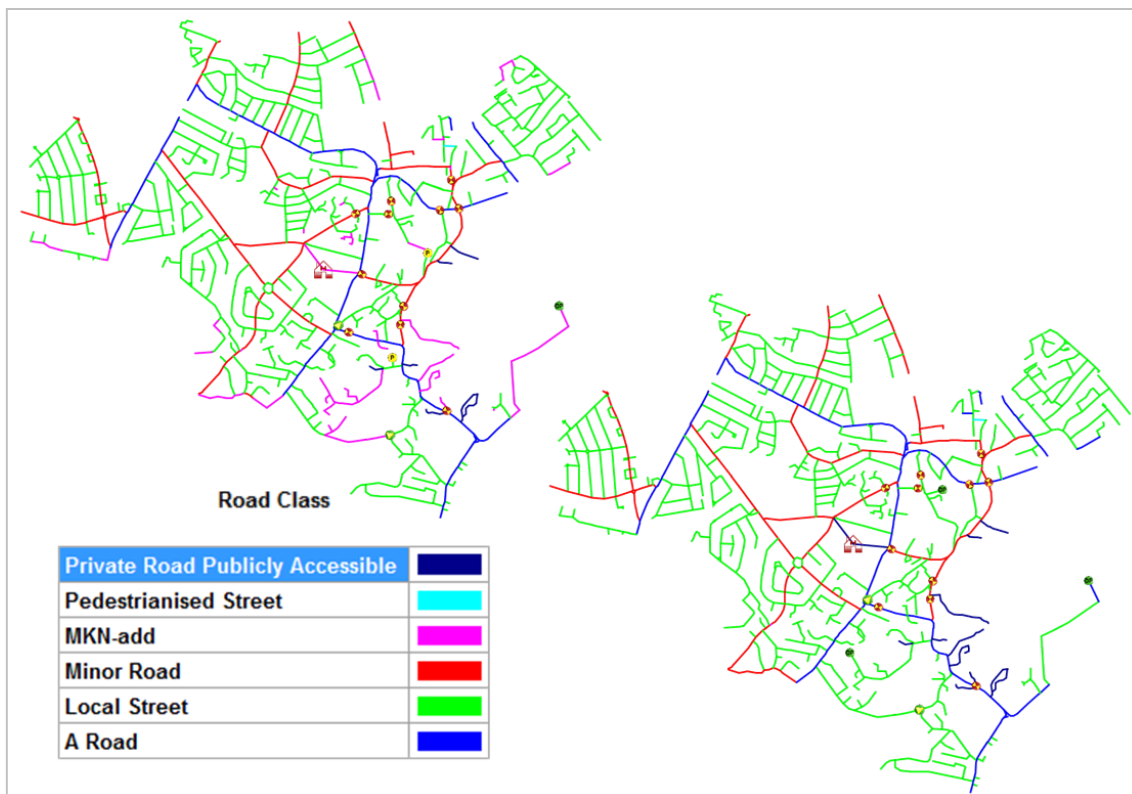 Road Class
Private Road Publicly Accessible
Pedestrianised Street
MKN-add
Minor Road
Local Street
A Road